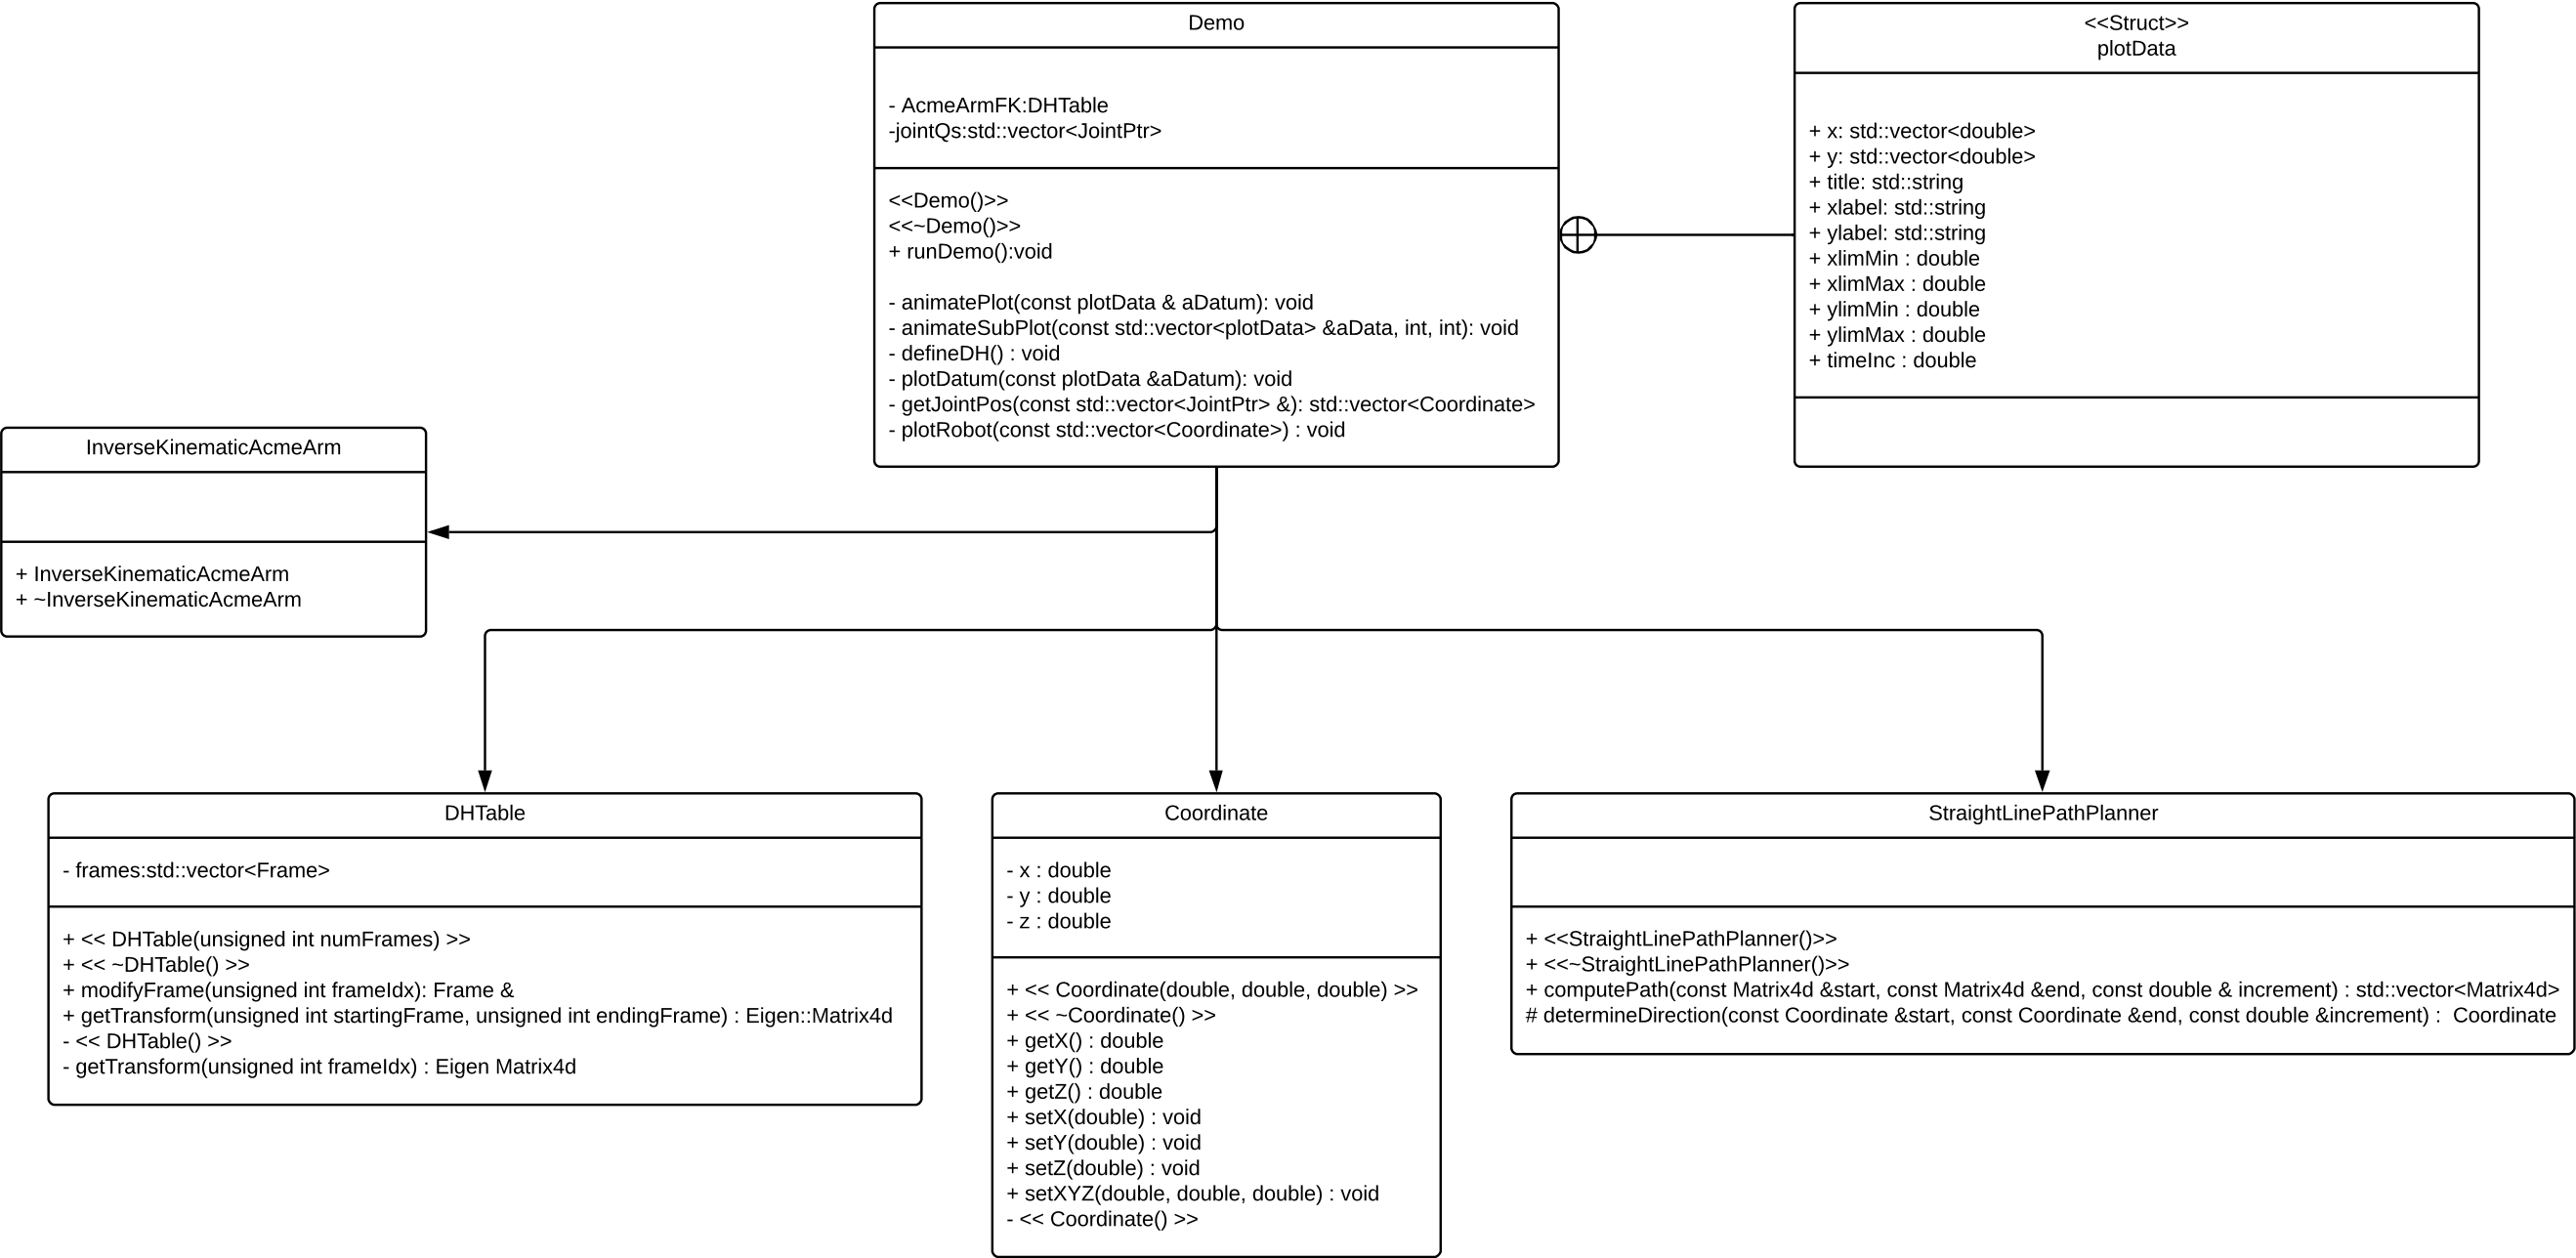 Demo
- AcmeArmFK:DHTable
-jointQs:std::vector<JointPtr>
<<Demo()>>
<<~Demo()>>
+ runDemo():void
- animatePlot(const plotData & aDatum): void
- animateSubPlot(const std::vector<plotData> &aData, int, int): void
- defineDH() : void
- plotDatum(const plotData &aDatum): void
- getJointPos(const std::vector<JointPtr> &): std::vector<Coordinate>
- plotRobot(const std::vector<Coordinate>) : void
<<Struct>>
plotData
+ x: std::vector<double>
+ y: std::vector<double>
+ title: std::string
+ xlabel: std::string
+ ylabel: std::string
+ xlimMin : double
+ xlimMax : double
+ ylimMin : double
+ ylimMax : double
+ timeInc : double
InverseKinematicAcmeArm
+ InverseKinematicAcmeArm
+ ~InverseKinematicAcmeArm
DHTable
- frames:std::vector<Frame>
+ << DHTable(unsigned int numFrames) >>
+ << ~DHTable() >>
+ modifyFrame(unsigned int frameIdx): Frame &
+ getTransform(unsigned int startingFrame, unsigned int endingFrame) : Eigen::Matrix4d
- << DHTable() >>
- getTransform(unsigned int frameIdx) : Eigen Matrix4d
Coordinate
- x : double
- y : double
- z : double
+ << Coordinate(double, double, double) >>
+ << ~Coordinate() >>
+ getX() : double
+ getY() : double
+ getZ() : double
+ setX(double) : void
+ setY(double) : void
+ setZ(double) : void
+ setXYZ(double, double, double) : void
- << Coordinate() >>
StraightLinePathPlanner
+ <<StraightLinePathPlanner()>>
+ <<~StraightLinePathPlanner()>>
+ computePath(const Matrix4d &start, const Matrix4d &end, const double & increment) : std::vector<Matrix4d>
# determineDirection(const Coordinate &start, const Coordinate &end, const double &increment) :  Coordinate